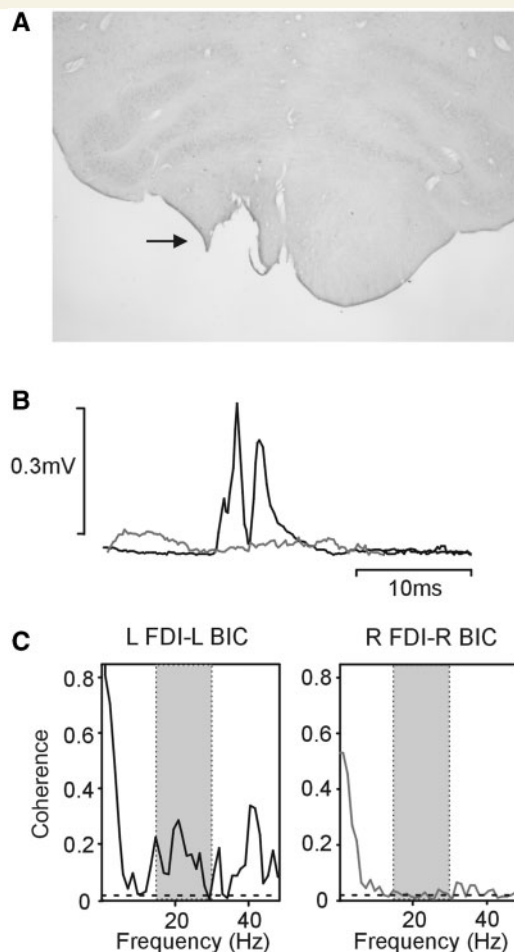 A
B
0.3mV
10ms
C
L FDI-L BIC
R FDI-R BIC
Coherence
0.8
0.6
0.4
0.2
0
20
40
Frequency (Hz)
0.8
0.6
0.4
0.2
0
20
40
Frequency (Hz)